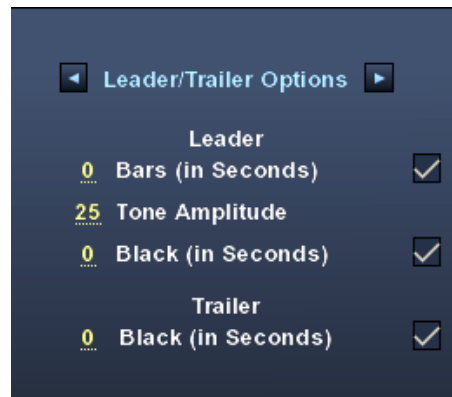 Leader/Trailer Options
Leader
0 Bars (in Seconds)
25 Tone Amplitude
0 Black (in Seconds)
Trailer
0 Black (in Seconds)